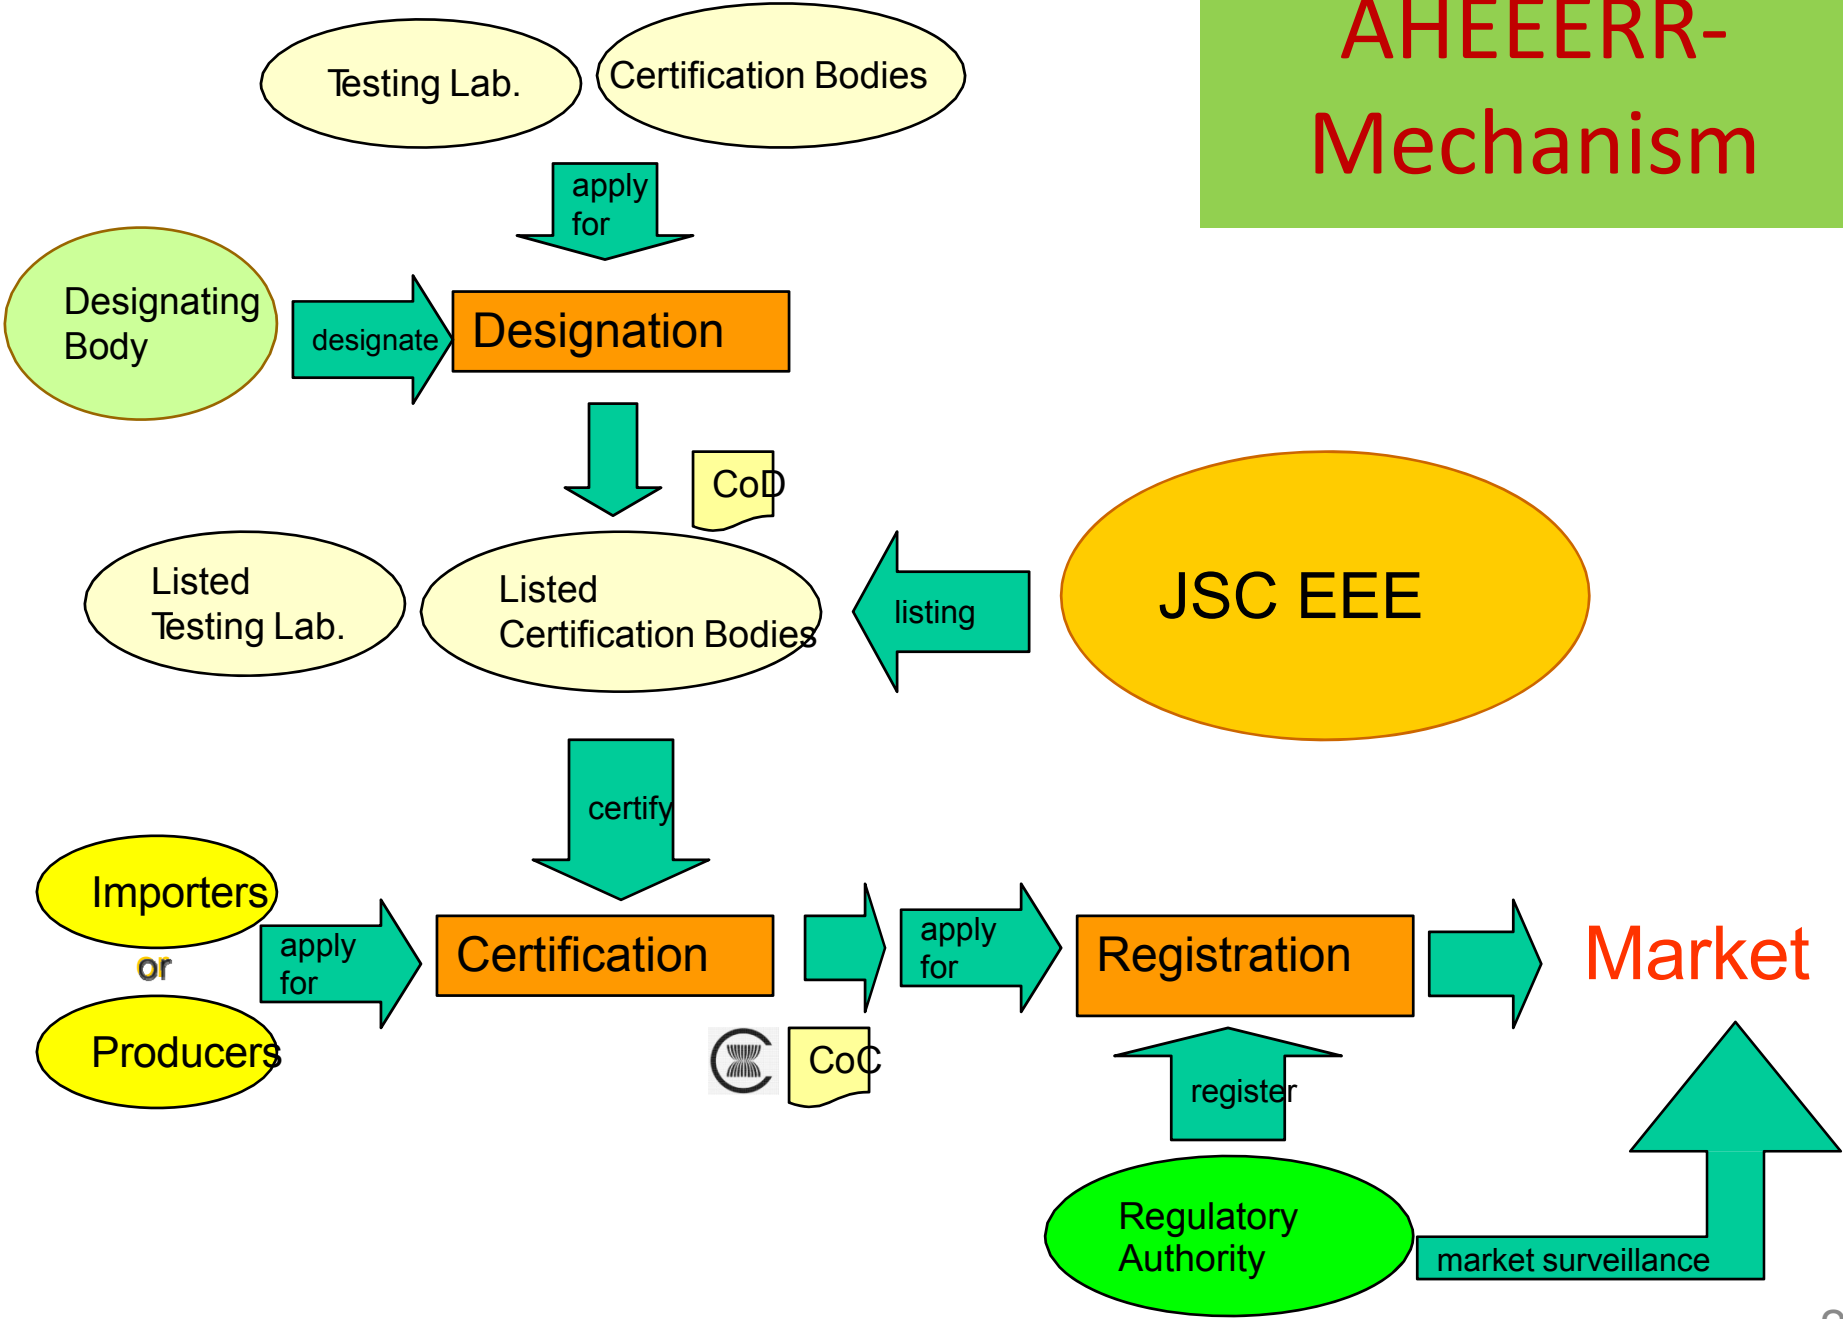 AHEEERR-
Mechanism
Testing Lab.
Certification Bodies
apply
for
Designating
Body
designate
Designation
CoD
Listed
Testing Lab.
Listed
Certification Bodies
listing
JSC EEE
certify
Importers
or
Producers
apply
for
Certification
CoC
apply
for
Registration
Market
register
Regulatory
Authority
market surveillance